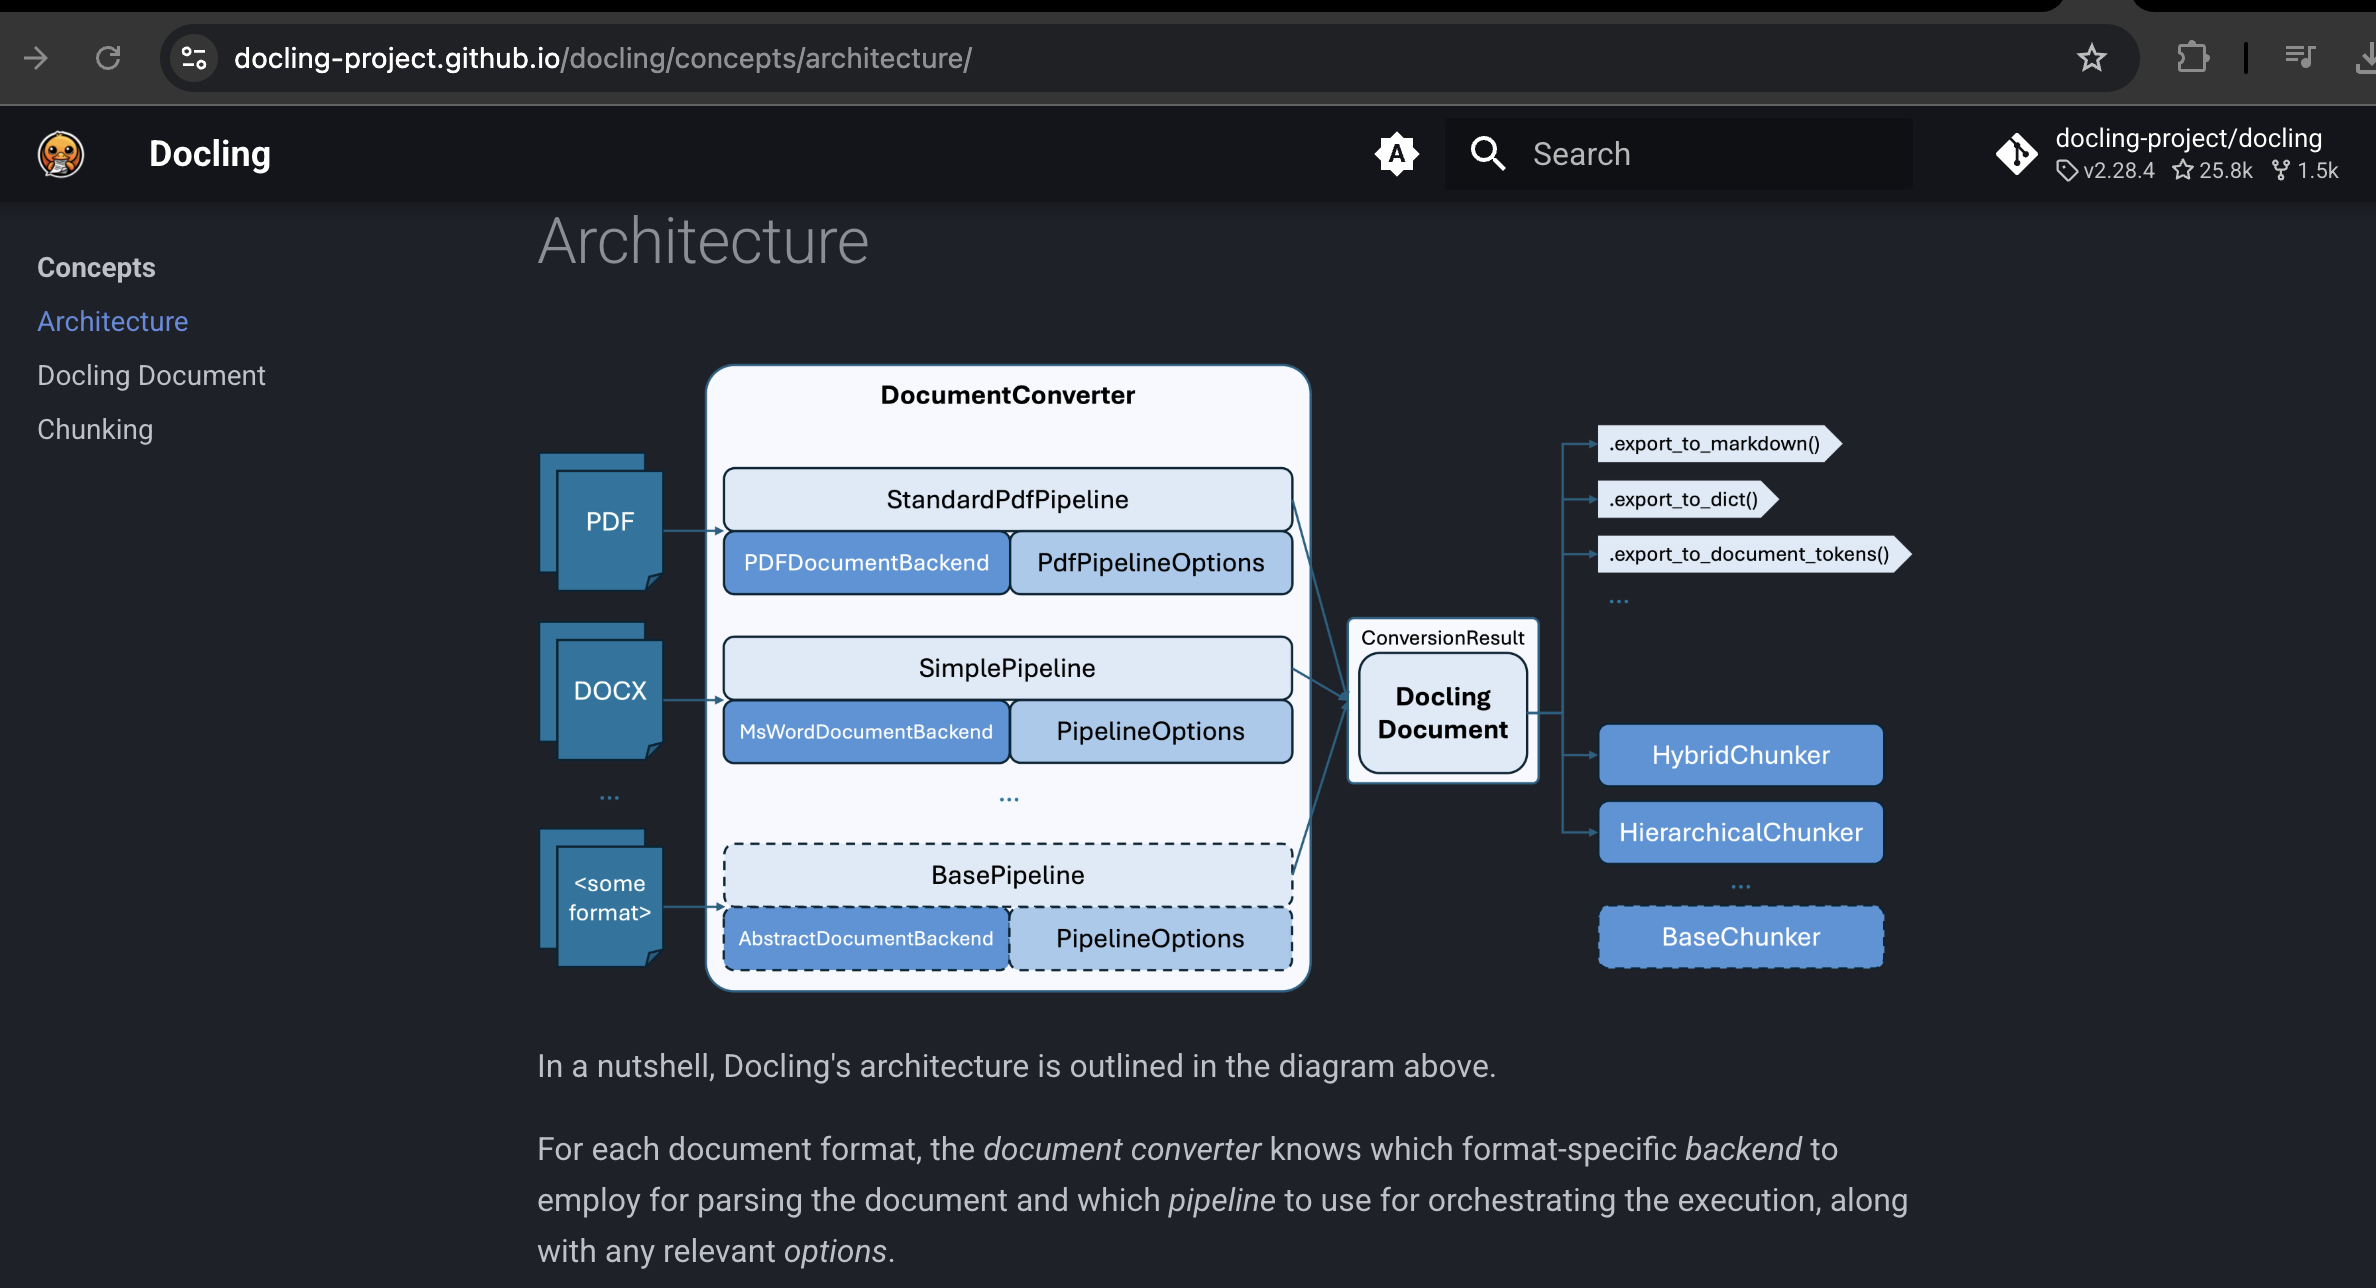 docling-project.github.io/docling/concepts/architecture/
Docling
A
Search
docling-project/docling
v2.28.4 25.8k 1.5k
Concepts
Architecture
Docling Document
Chunking
Architecture
DocumentConverter
PDF
StandardPdfPipeline
PDFDocumentBackend
PdfPipelineOptions
DOCX
SimplePipeline
MsWordDocumentBackend
PipelineOptions
...
...
<some
format>
BasePipeline
AbstractDocumentBackend
PipelineOptions
ConversionResult
Docling
Document
.export_to_markdown()
.export_to_dict()
.export_to_document_tokens()
...
HybridChunker
HierarchicalChunker
...
BaseChunker
In a nutshell, Docling's architecture is outlined in the diagram above.
For each document format, the document converter knows which format-specific backend to
employ for parsing the document and which pipeline to use for orchestrating the execution, along
with any relevant options.